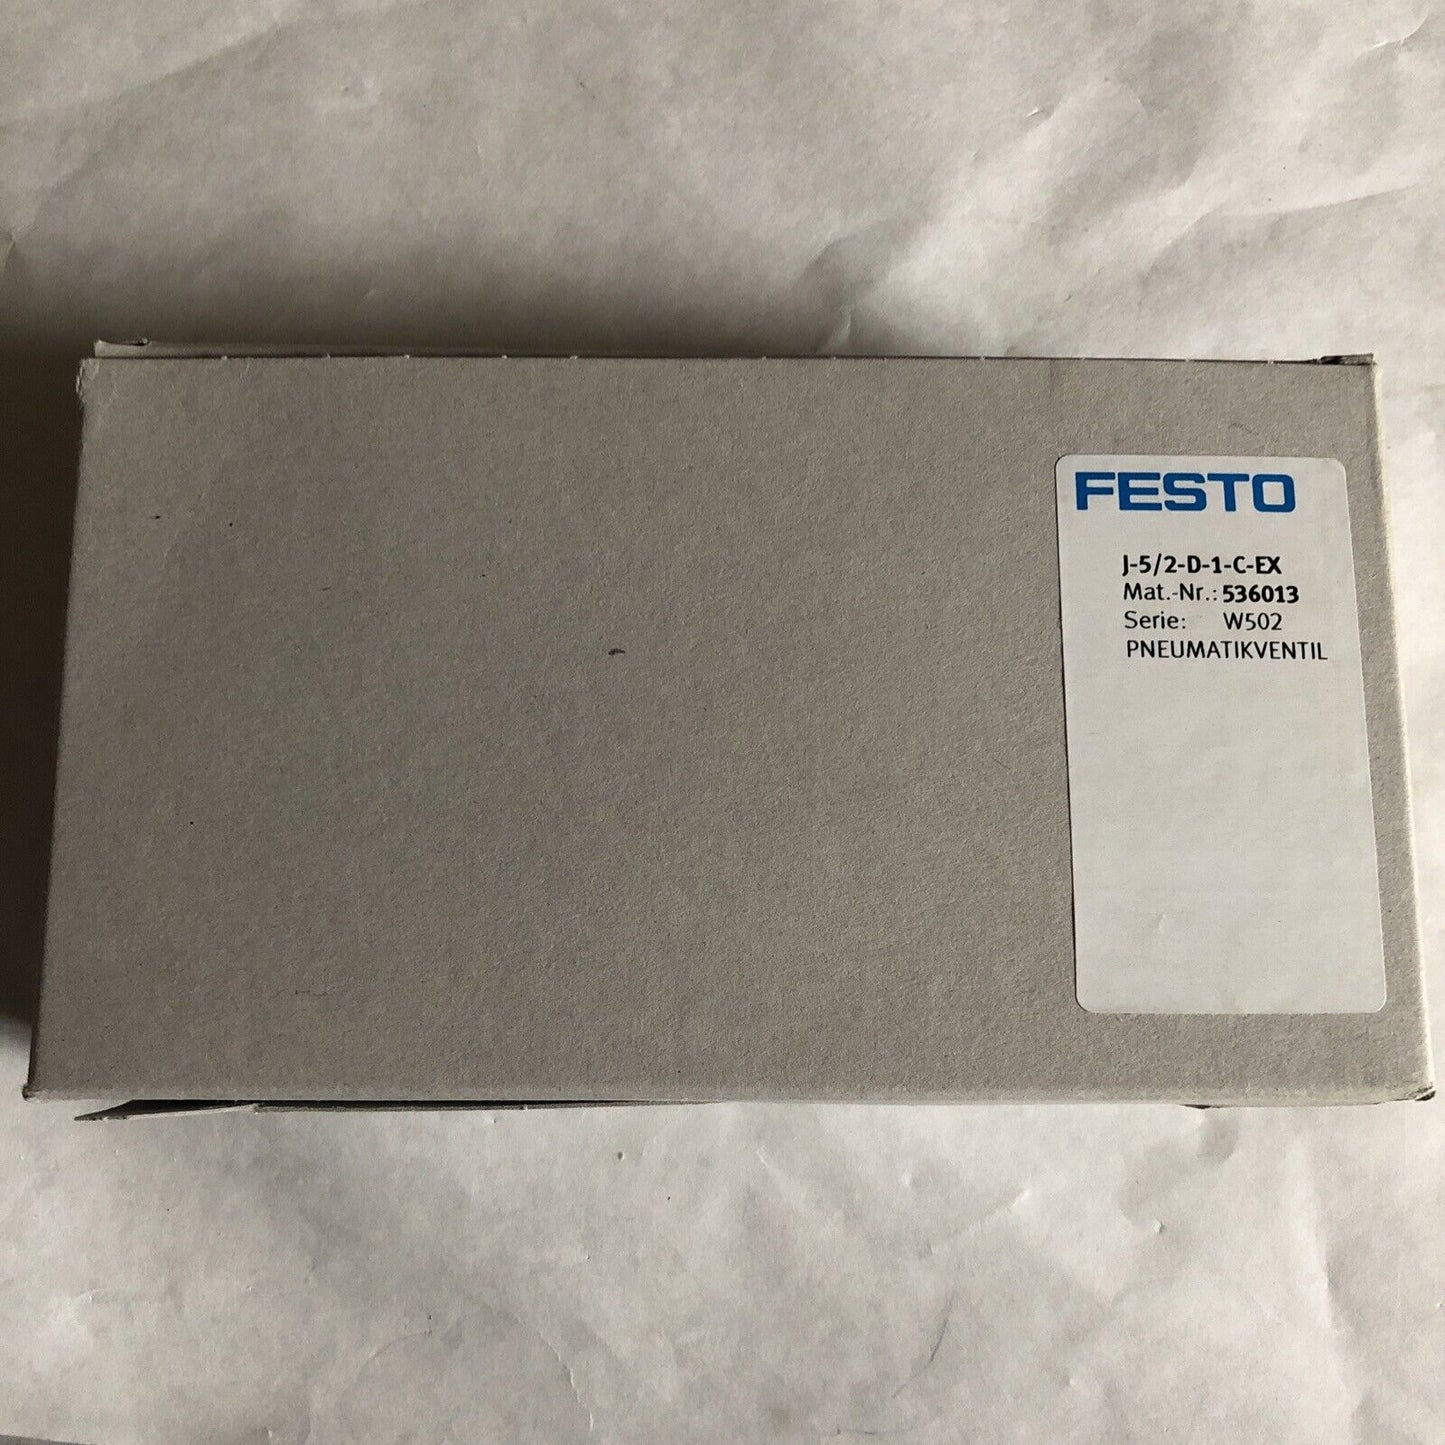 FESTO
J-5/2-D-1-C-EX
Mat.-Nr.: 536013
Serie: W502
PNEUMATIKVENTIL